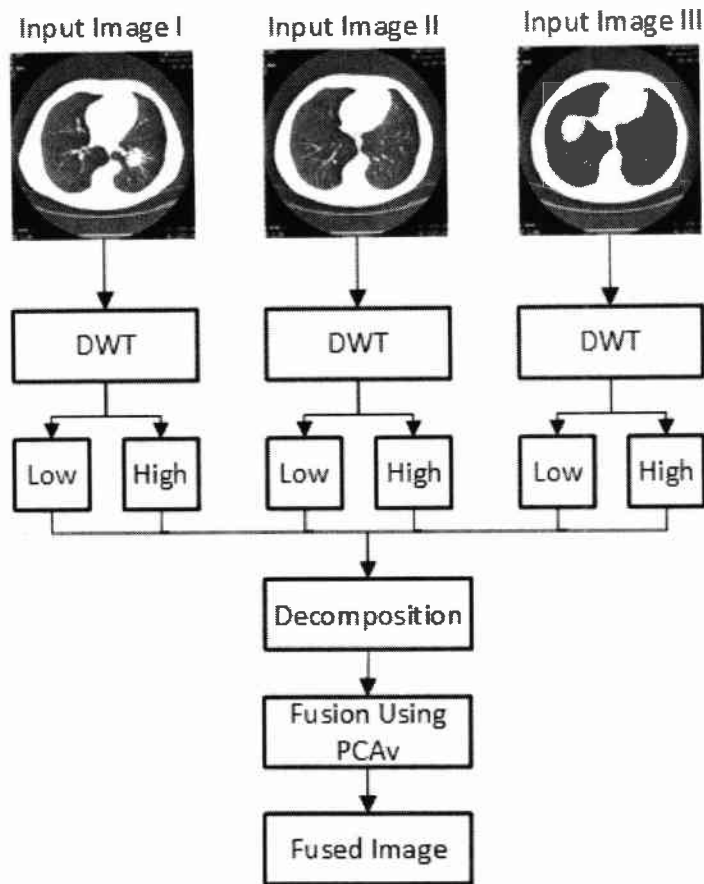 Input Image I
Input Image II
Input Image III
DWT
DWT
DWT
Low
High
Low
High
Low
High
Decomposition
Fusion Using
PCAv
Fused Image